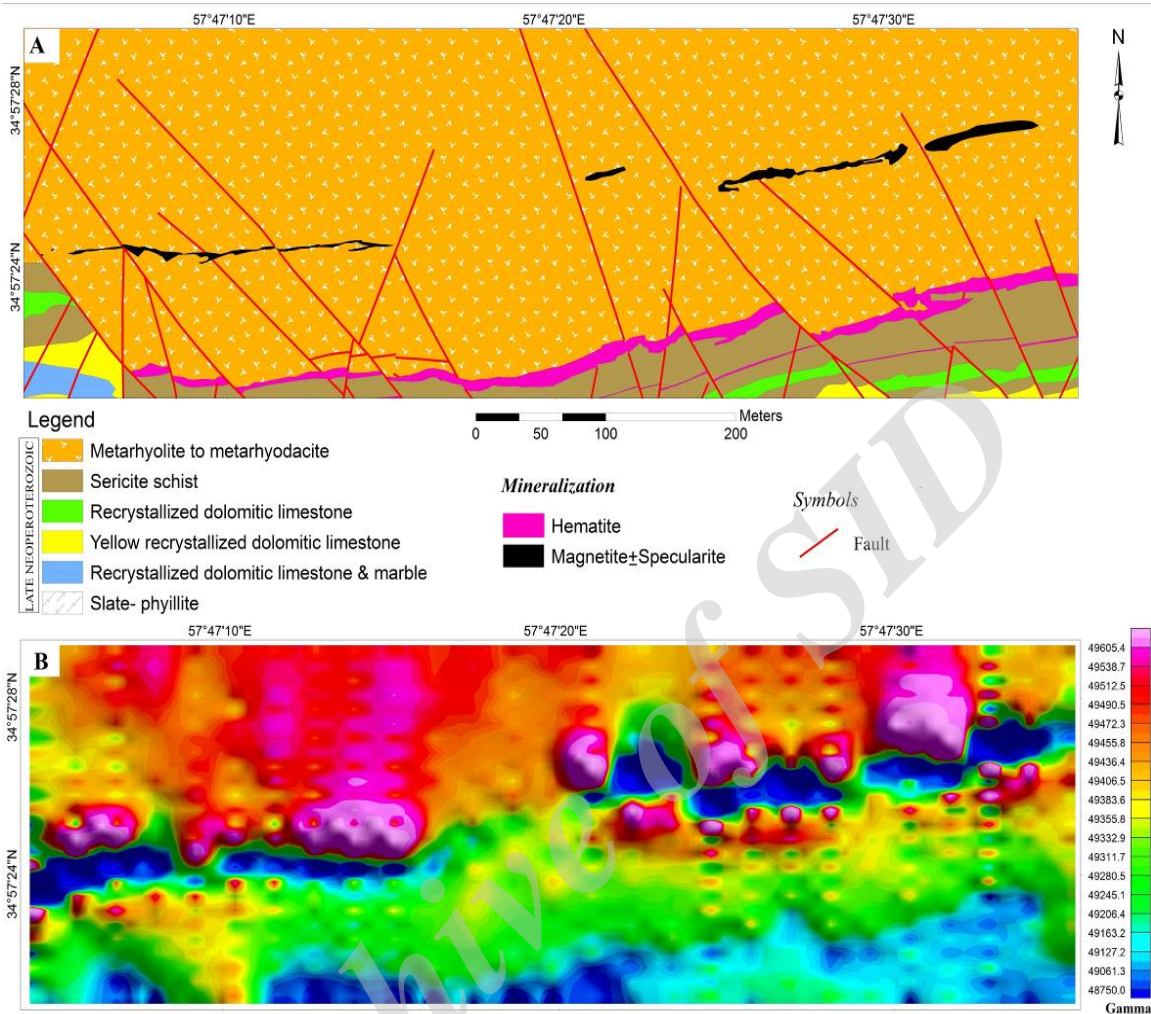 57°47'10"E 57°47'20"E 57°47'30"E
A
N
34°57'28"N
34°57'24"N
Legend
LATE NEOPEROTEROZOIC
Metarhyolite to metarhyodacite
Sericite schist
Recrystallized dolomitic limestone
Yellow recrystallized dolomitic limestone
Recrystallized dolomitic limestone & marble
Slate- phyillite
Meters
0 50 100 200
Mineralization
Hematite
Magnetite±Specularite
Symbols
Fault
57°47'10"E 57°47'20"E 57°47'30"E
B
34°57'28"N
34°57'24"N
49605.4
49538.7
49512.5
49490.5
49472.3
49455.8
49436.4
49406.5
49383.6
49355.8
49332.9
49311.7
49280.5
49245.1
49206.4
49163.2
49127.2
49061.3
48750.0
Gamma
hive of SID